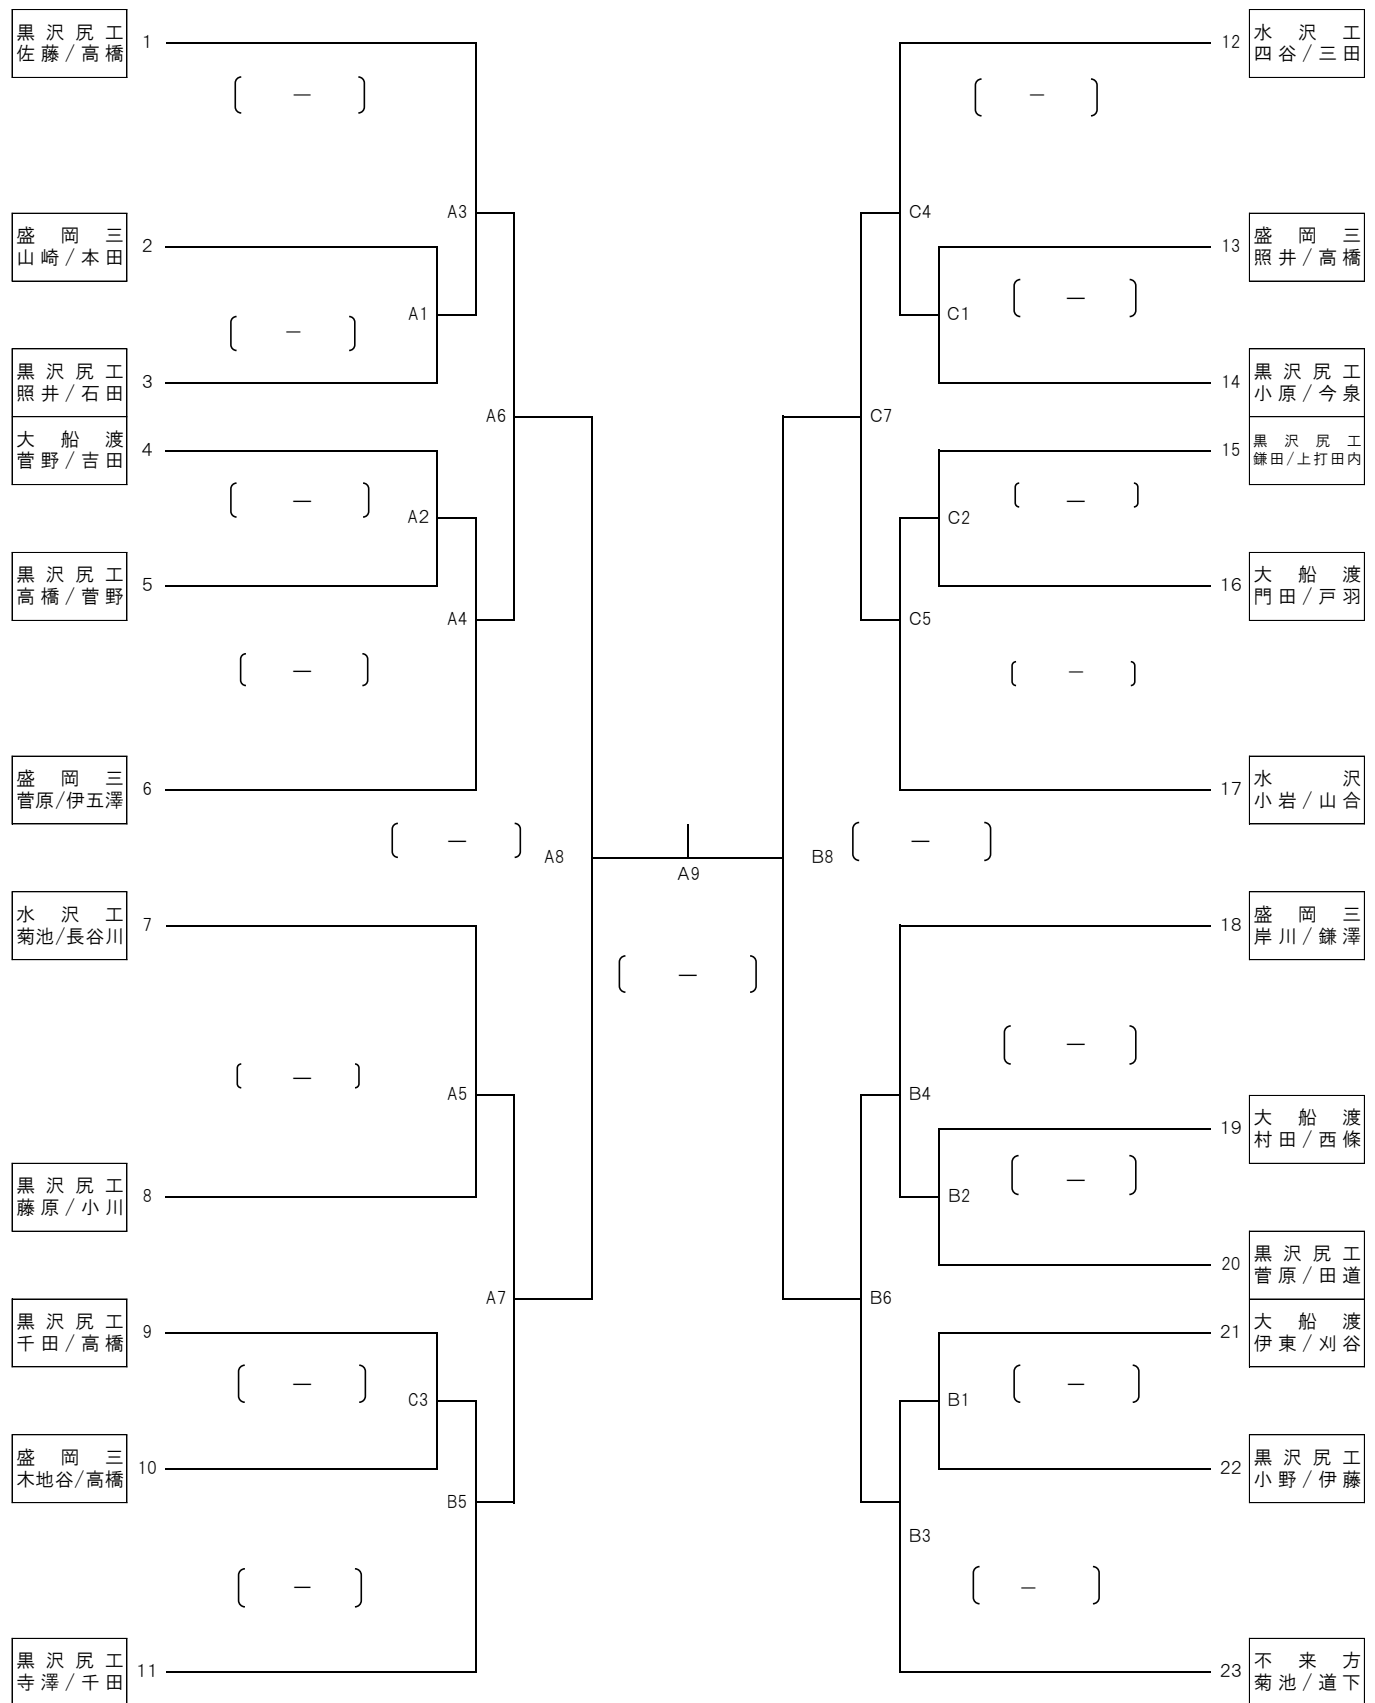 黒沢尻工
佐藤/高橋
1
盛岡三
山崎/本田
2
黒沢尻工
照井/石田
3
大船渡
菅野/吉田
4
黒沢尻工
高橋/菅野
5
盛岡三
菅原/伊五澤
6
水沢工
菊池/長谷川
7
黒沢尻工
藤原/小川
8
黒沢尻工
千田/高橋
9
盛岡三
木地谷/高橋
10
黒沢尻工
寺澤/千田
11
〔 － 〕
A3
A1
〔 － 〕
A6
〔 － 〕
A2
A4
〔 － 〕
〔 － 〕
A8
〔 － 〕
A5
A7
〔 － 〕
C3
B5
〔 － 〕
A9
〔 － 〕
〔 － 〕
C4
〔 － 〕
C1
C7
〔 － 〕
C2
C5
〔 － 〕
B8
〔 － 〕
〔 － 〕
B4
〔 － 〕
B2
B6
〔 － 〕
B1
B3
〔 － 〕
12
水沢工
四谷/三田
13
盛岡三
照井/高橋
14
黒沢尻工
小原/今泉
15
黒沢尻工
鎌田/上打田内
16
大船渡
門田/戸羽
17
水沢
小岩/山合
18
盛岡三
岸川/鎌澤
19
大船渡
村田/西條
20
黒沢尻工
菅原/田道
21
大船渡
伊東/刈谷
22
黒沢尻工
小野/伊藤
23
不来方
菊池/道下